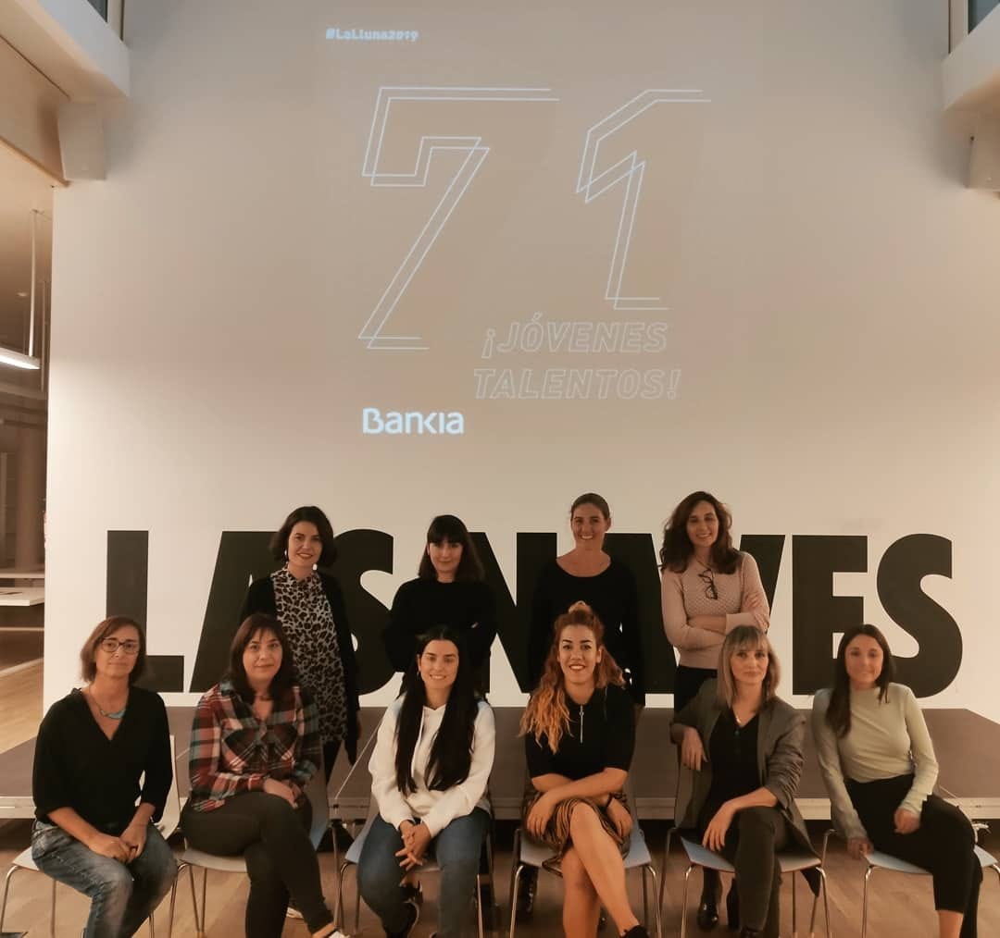 #LaLluna2019
71
¡JÓVENES
TALENTOS!
Bankia
LAS NAVES